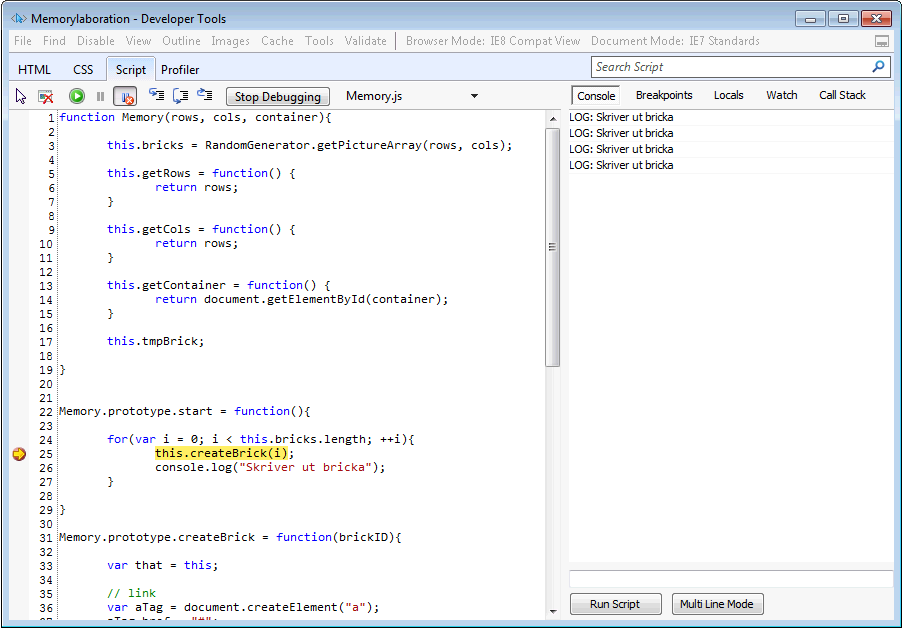 Memorylaboration - Developer Tools
File Find Disable View Outline Images Cache Tools Validate Browser Mode: IE8 Compat View Document Mode: IE7 Standards
HTML CSS Script Profiler Search Script
Stop Debugging Memory.js
Console Breakpoints Locals Watch Call Stack
1 function Memory(rows, cols, container){
2
3 this.bricks = RandomGenerator.getPictureArray(rows, cols);
4
5 this.getRows = function() {
6 return rows;
7 }
8
9 this.getCols = function() {
10 return rows;
11 }
12
13 this.getContainer = function() {
14 return document.getElementById(container);
15 }
16
17 this.tmpBrick;
18
19 }
20
21
22 Memory.prototype.start = function(){
23
24 for(var i = 0; i < this.bricks.length; ++i){
25 this.createBrick(i);
26 console.log("Skriver ut bricka");
27 }
28
29 }
30
31 Memory.prototype.createBrick = function(brickID){
32
33 var that = this;
34
35 // link
36 var aTag = document.createElement("a");
37 aTag.href = "#";
LOG: Skriver ut bricka
LOG: Skriver ut bricka
LOG: Skriver ut bricka
LOG: Skriver ut bricka
Run Script Multi Line Mode